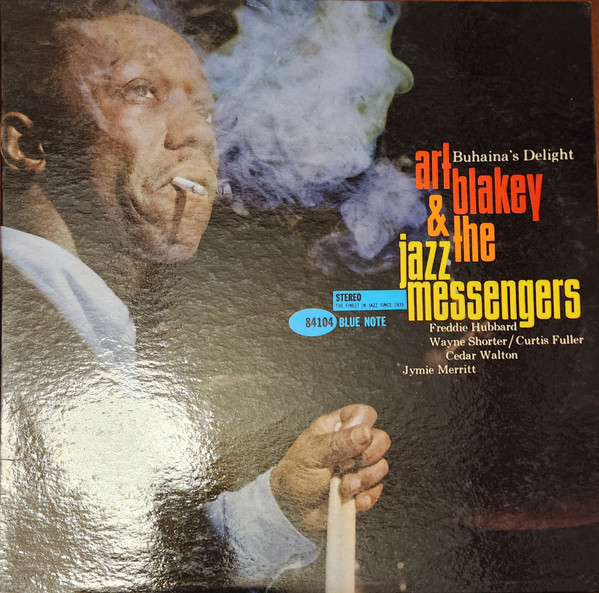 Buhaina's Delight
art
blakey
& the
jazz
messengers
STEREO
THE FINEST IN JAZZ SINCE 1939
84104 BLUE NOTE
Freddie Hubbard
Wayne Shorter/Curtis Fuller
Cedar Walton
Jymie Merritt